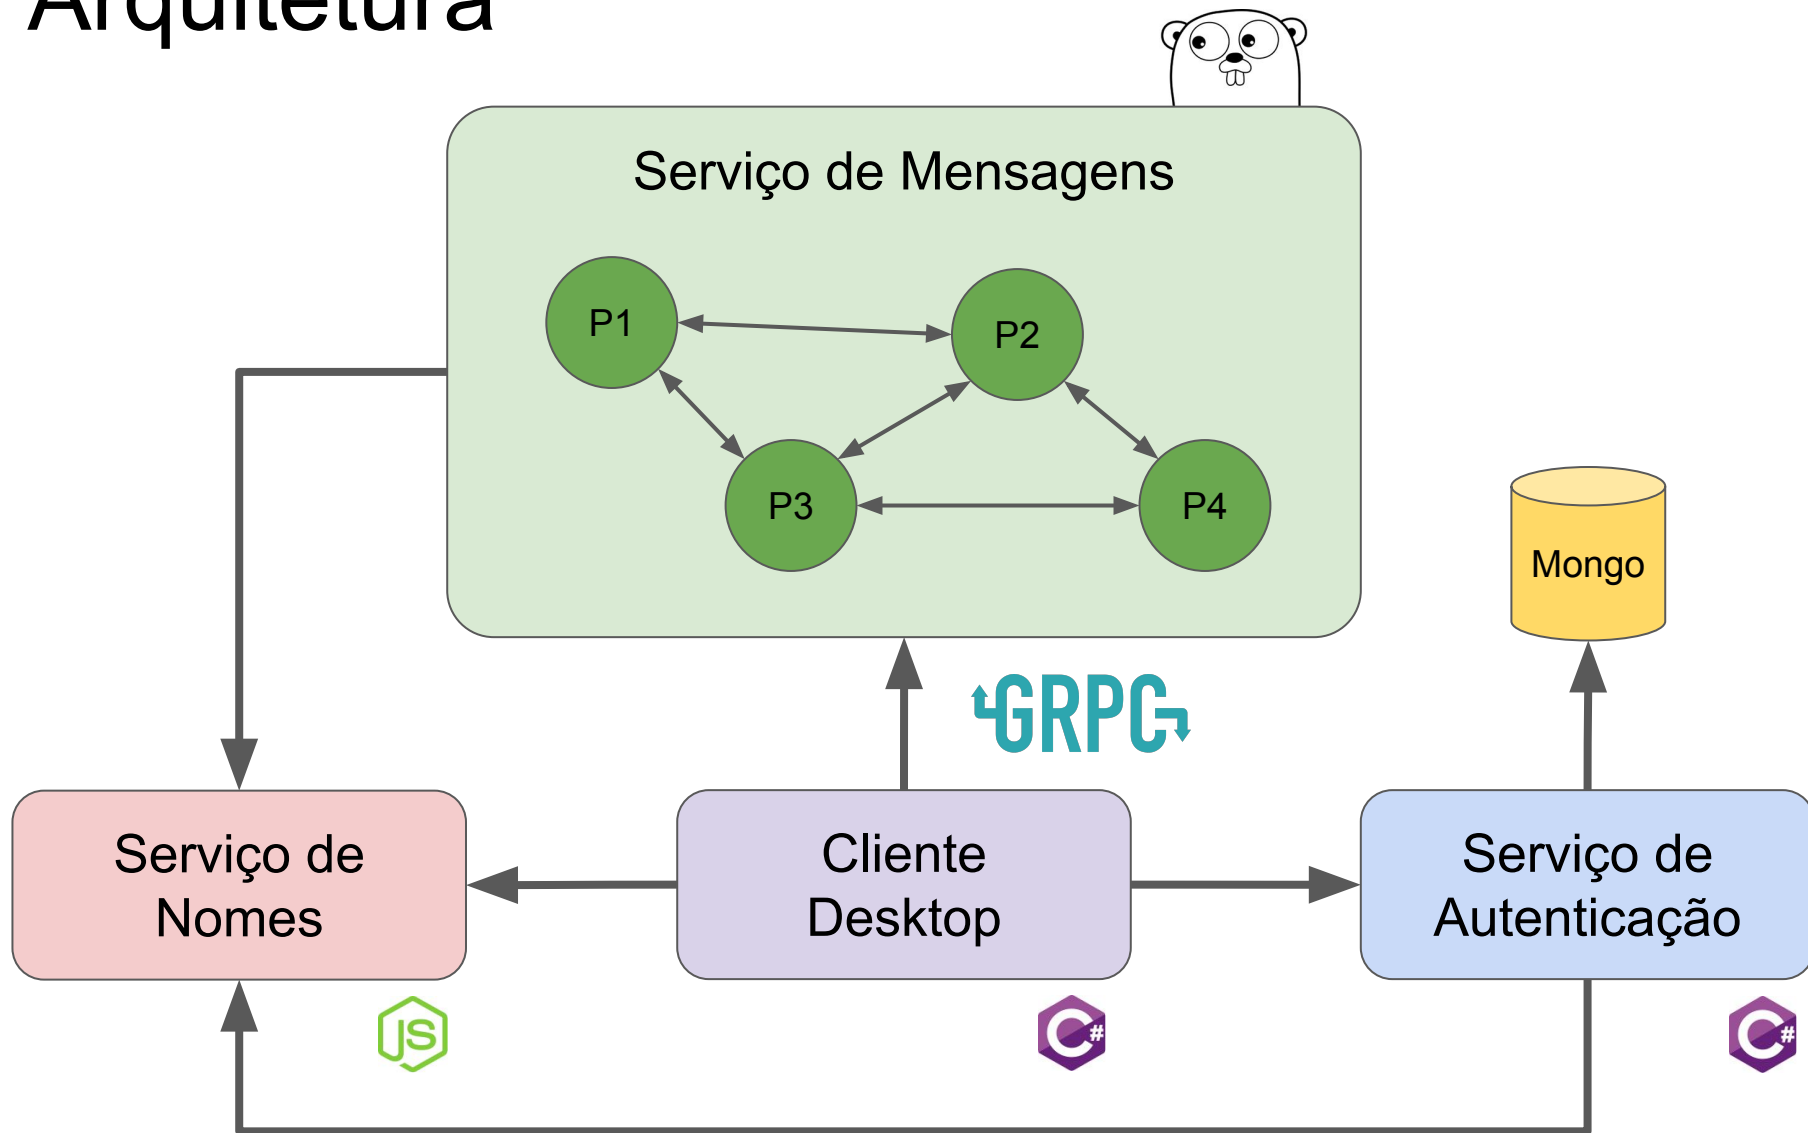 Arquitetura
Serviço de Mensagens
P1
P2
P3
P4
Mongo
GRPC
Serviço de
Nomes
Cliente
Desktop
Serviço de
Autenticação
JS
C#
C#